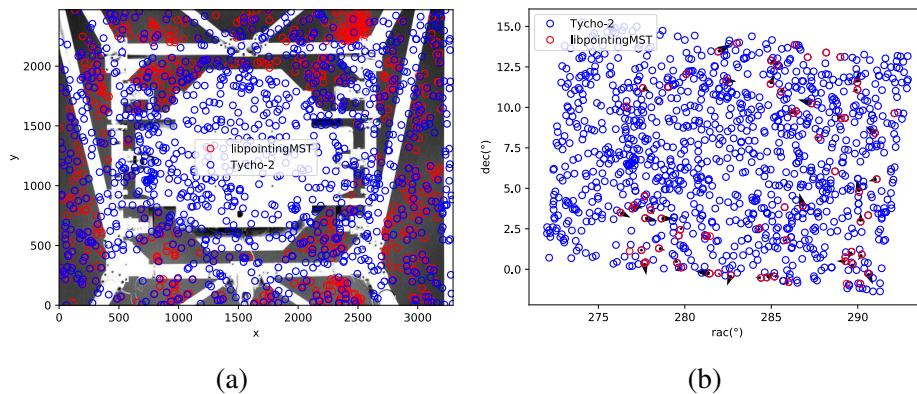 2000
1500
1000
500
0
y
0 500 1000 1500 2000 2500 3000
x
libpointingMST
Tycho-2
(a)
15.0
12.5
10.0
7.5
5.0
2.5
0.0
dec(°)
275 280 285 290
rac(°)
Tycho-2
libpointingMST
(b)